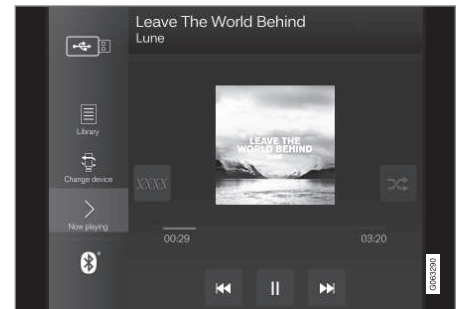 Leave The World Behind
Lune
Library
Change device
Now playing
LEAVE THE
WORLD BEHIND
LUNE
XXXX
00:29
03:20
G063290